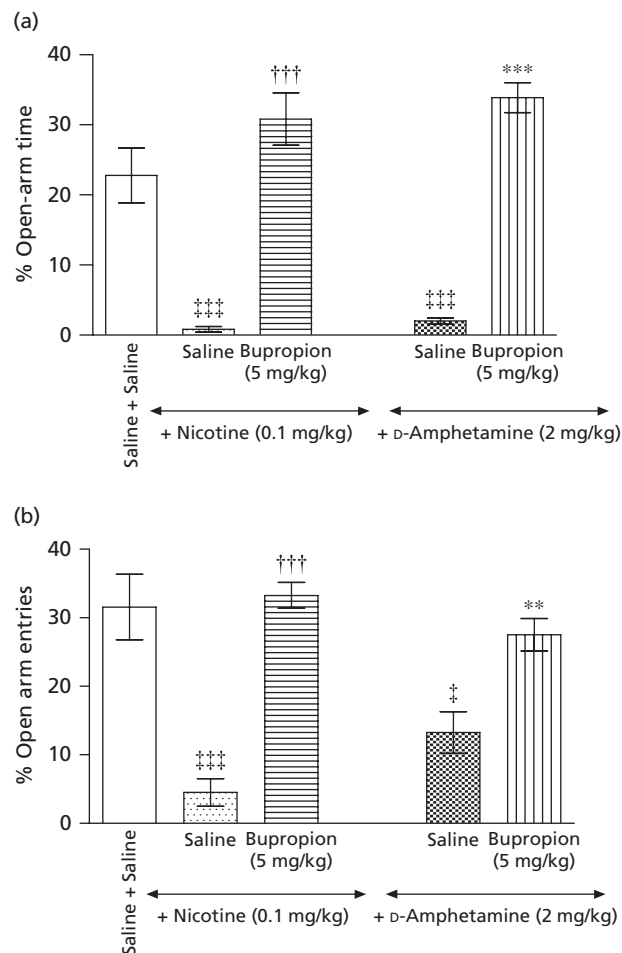 (a)
% Open-arm time
40
30
20
10
0
‡‡‡
‡‡‡
†††
‡‡‡
‡‡‡
***
Saline + Saline
Saline Bupropion
(5 mg/kg)
Saline Bupropion
(5 mg/kg)
+ Nicotine (0.1 mg/kg)
+ D-Amphetamine (2 mg/kg)
(b)
% Open arm entries
40
30
20
10
0
‡‡‡
‡‡‡
†††
‡
‡
**
Saline + Saline
Saline Bupropion
(5 mg/kg)
Saline Bupropion
(5 mg/kg)
+ Nicotine (0.1 mg/kg)
+ D-Amphetamine (2 mg/kg)